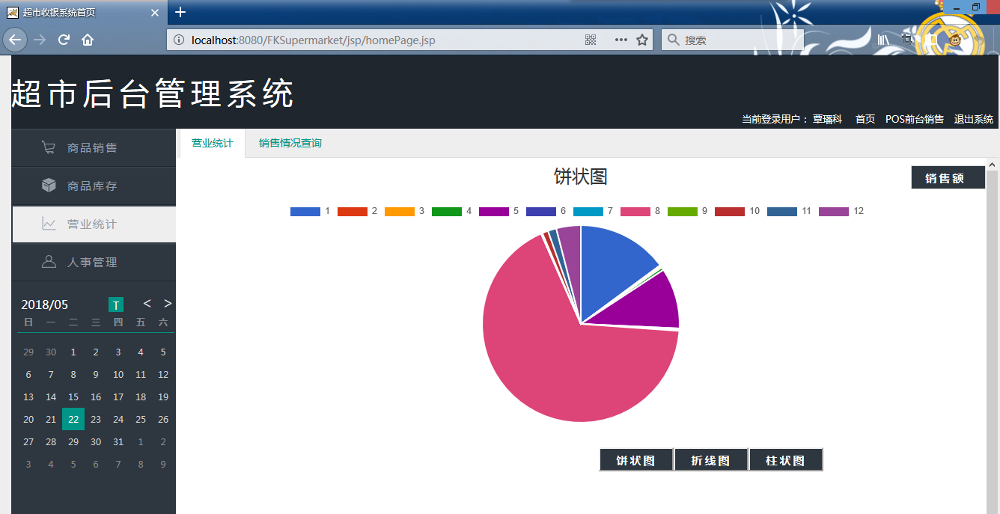 超市收银系统首页
localhost:8080/FKSupermarket/jsp/homePage.jsp
搜索
超市后台管理系统
当前登录用户： 覃璠科 首页 POS前台销售 退出系统
商品销售
商品库存
营业统计
人事管理
2018/05 T < >
日 一 二 三 四 五 六
29 30 1 2 3 4 5
6 7 8 9 10 11 12
13 14 15 16 17 18 19
20 21 22 23 24 25 26
27 28 29 30 31 1 2
3 4 5 6 7 8 9
营业统计 销售情况查询
饼状图
销售额
1 2 3 4 5 6 7 8 9 10 11 12
饼状图 折线图 柱状图